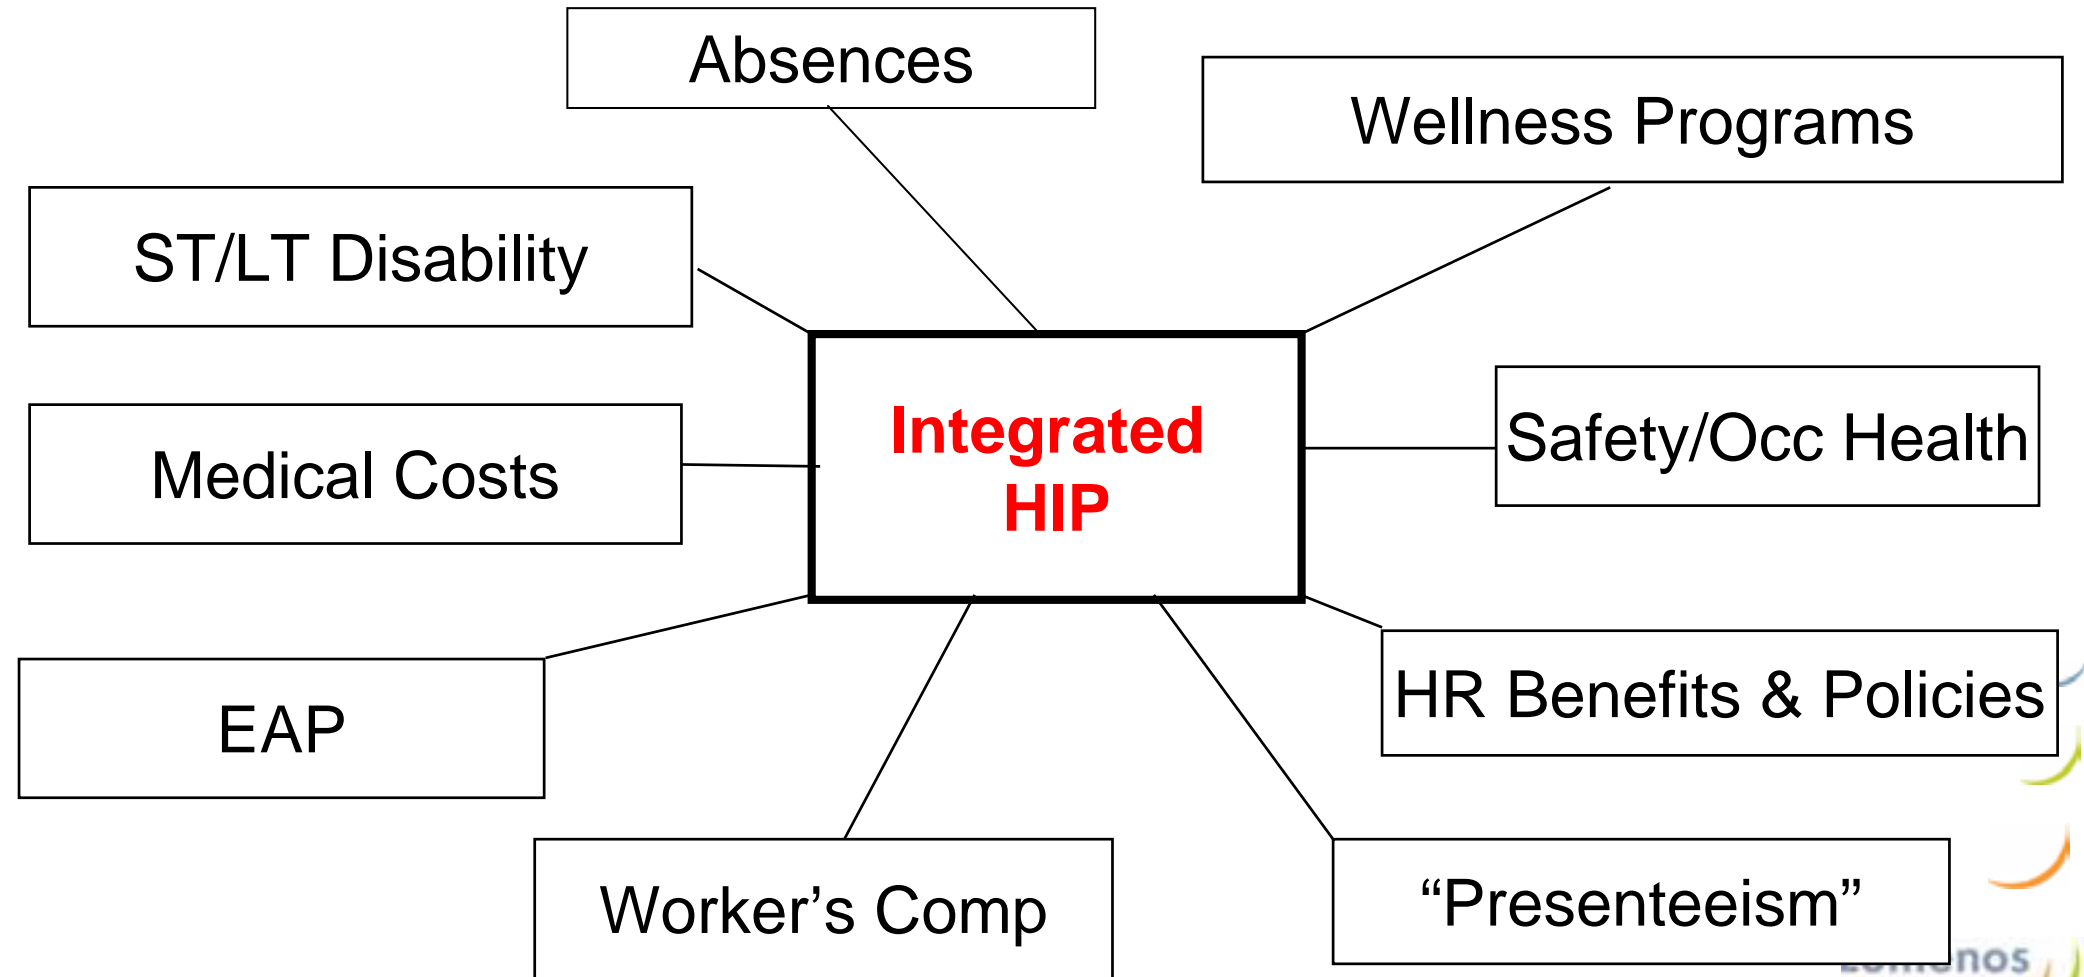 Absences
Wellness Programs
ST/LT Disability
Integrated
HIP
Safety/Occ Health
Medical Costs
HR Benefits & Policies
EAP
Worker’s Comp
“Presenteeism”